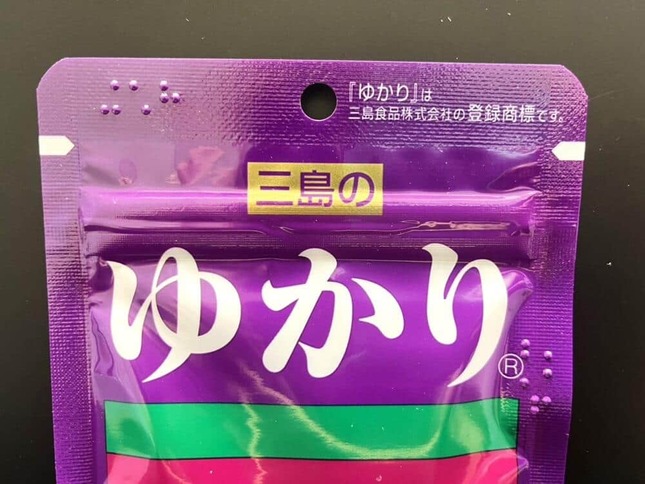 『ゆかり』は
三島食品株式会社の登録商標です。
三島の
ゆかり®